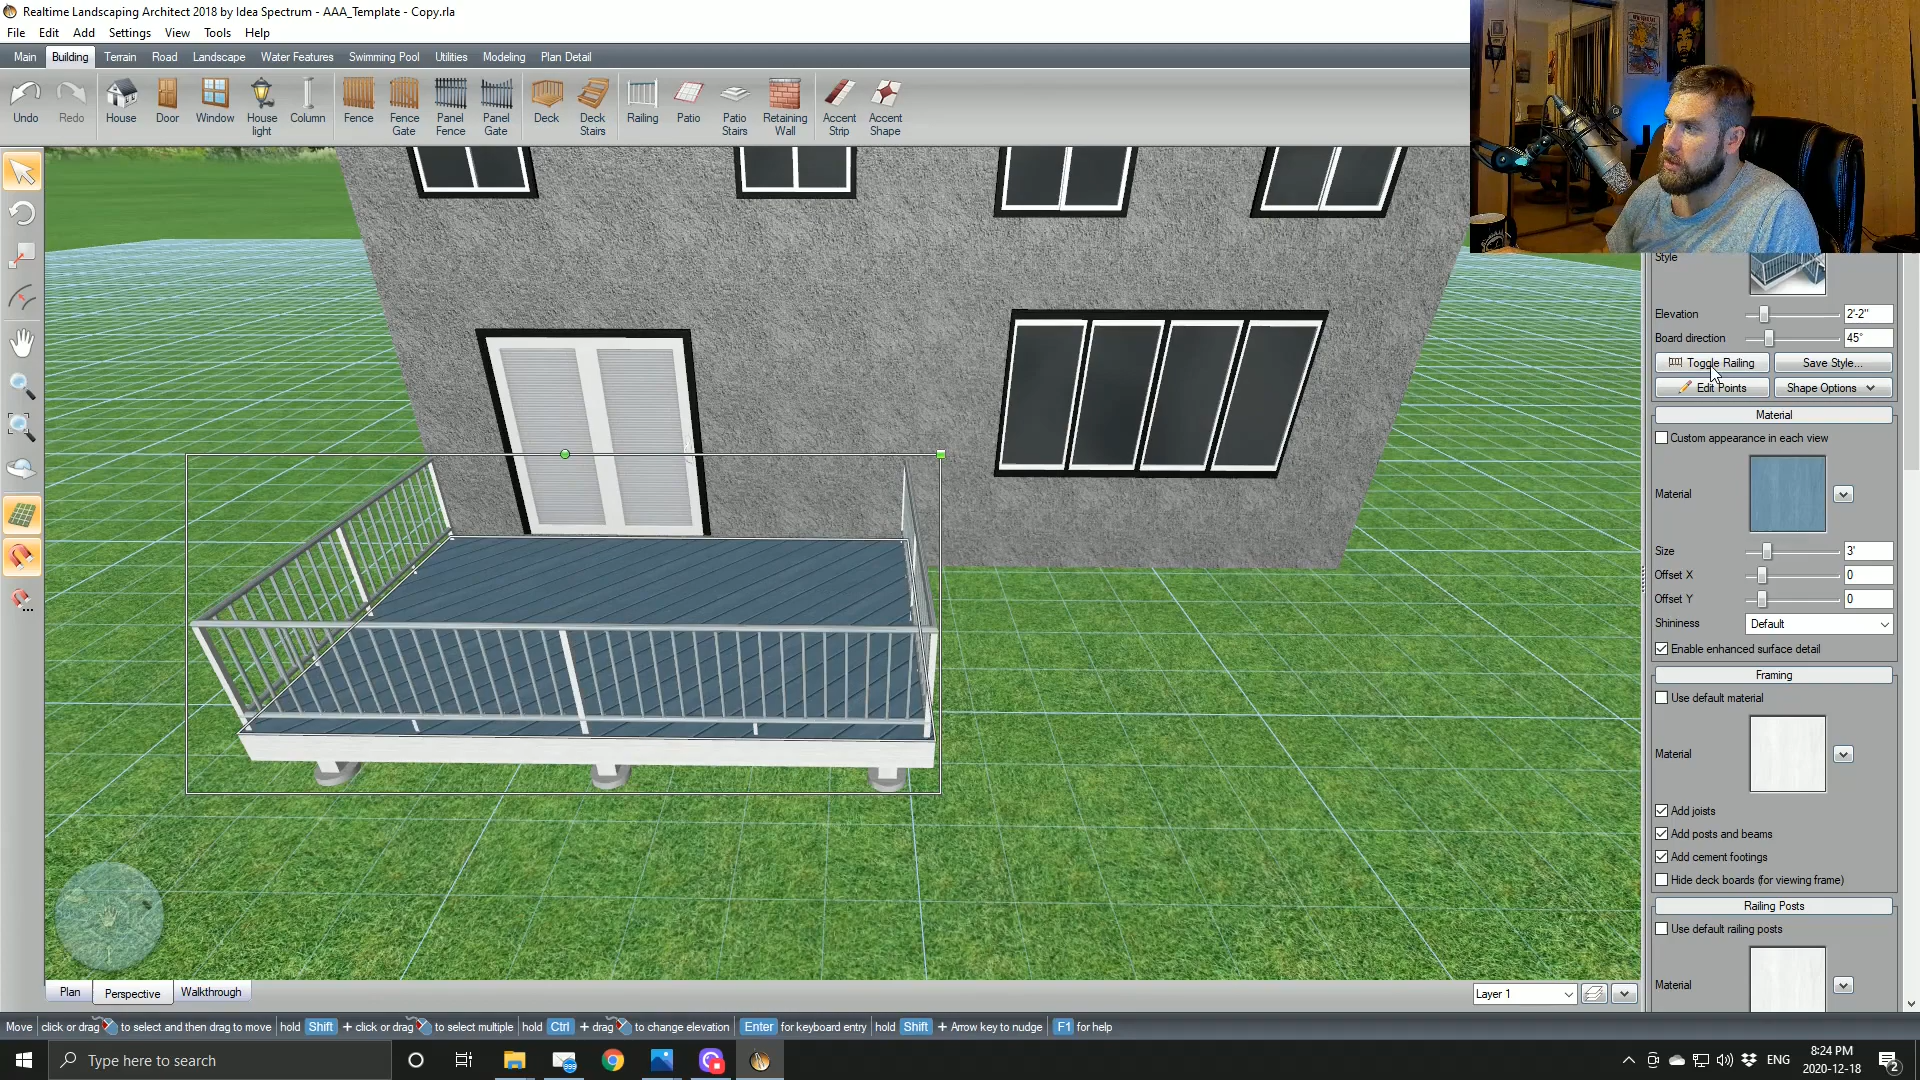 Realtime Landscaping Architect 2018 by Idea Spectrum - AAA_Template - Copy.rla
File Edit Add Settings View Tools Help
Main Building Terrain Road Landscape Water Features Swimming Pool Utilities Modeling Plan Detail
Undo Redo House Door Window House light Column Fence Fence Gate Panel Fence Panel Gate Deck Deck Stairs Railing Patio Patio Stairs Retaining Wall Accent Strip Accent Shape
Style
Elevation 2'-2"
Board direction 45°
Toggle Railing Save Style...
Edit Points Shape Options
Material
Custom appearance in each view
Material
Size 3'
Offset X 0
Offset Y 0
Shininess Default
Enable enhanced surface detail
Framing
Use default material
Material
Add joists
Add posts and beams
Add cement footings
Hide deck boards (for viewing frame)
Railing Posts
Use default railing posts
Material
Plan Perspective Walkthrough
Layer 1
Move click or drag to select and then drag to move hold Shift + click or drag to select multiple hold Ctrl + drag to change elevation Enter for keyboard entry hold Shift + Arrow key to nudge F1 for help
Type here to search
ENG
8:24 PM
2020-12-18
2